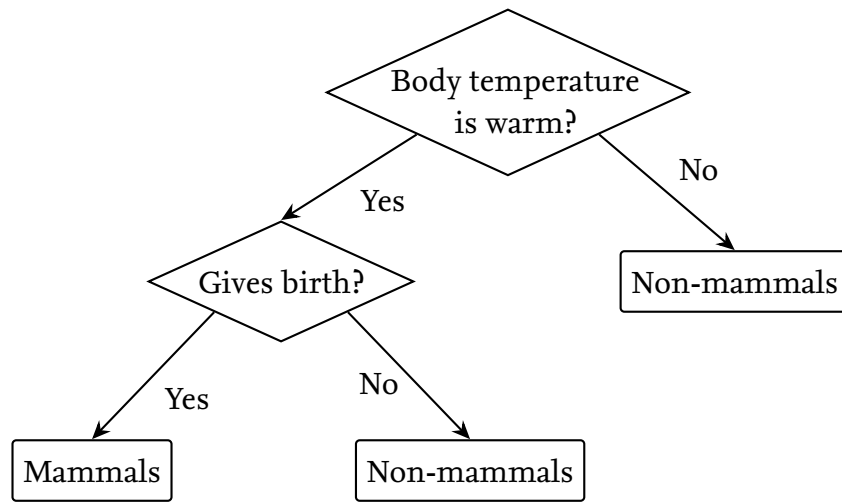 Body temperature
is warm?
No
Yes
Non-mammals
Gives birth?
Yes
No
Mammals
Non-mammals